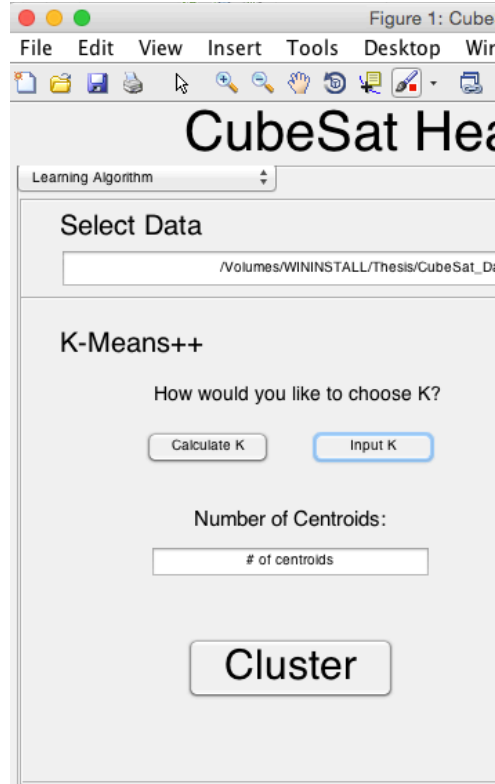 Figure 1: Cube
File Edit View Insert Tools Desktop Wir
CubeSat Hea
Learning Algorithm
Select Data
/Volumes/WININSTALL/Thesis/CubeSat_Da
K-Means++
How would you like to choose K?
Calculate K Input K
Number of Centroids:
# of centroids
Cluster